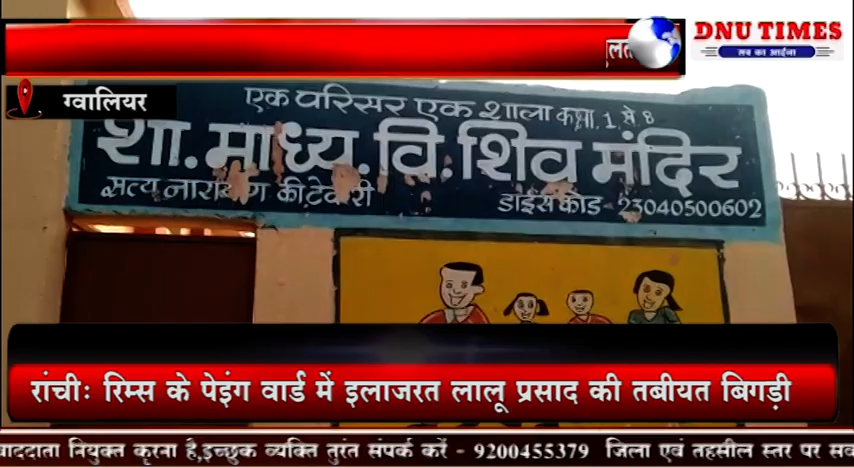 DNU TIMES
सच का आईना
ग्वालियर
एक परिसर एक शाला कक्षा. 1 से 8
शा. माध्य. वि. शिव मंदिर
सत्य नारायण की टेकरी
डाईस कोड - 23040500602
रांचीः रिम्स के पेइंग वार्ड में इलाजरत लालू प्रसाद की तबीयत बिगड़ी
नियुक्त करना है,इच्छुक व्यक्ति तुरंत संपर्क करें - 9200455379 जिला एवं तहसील स्तर पर